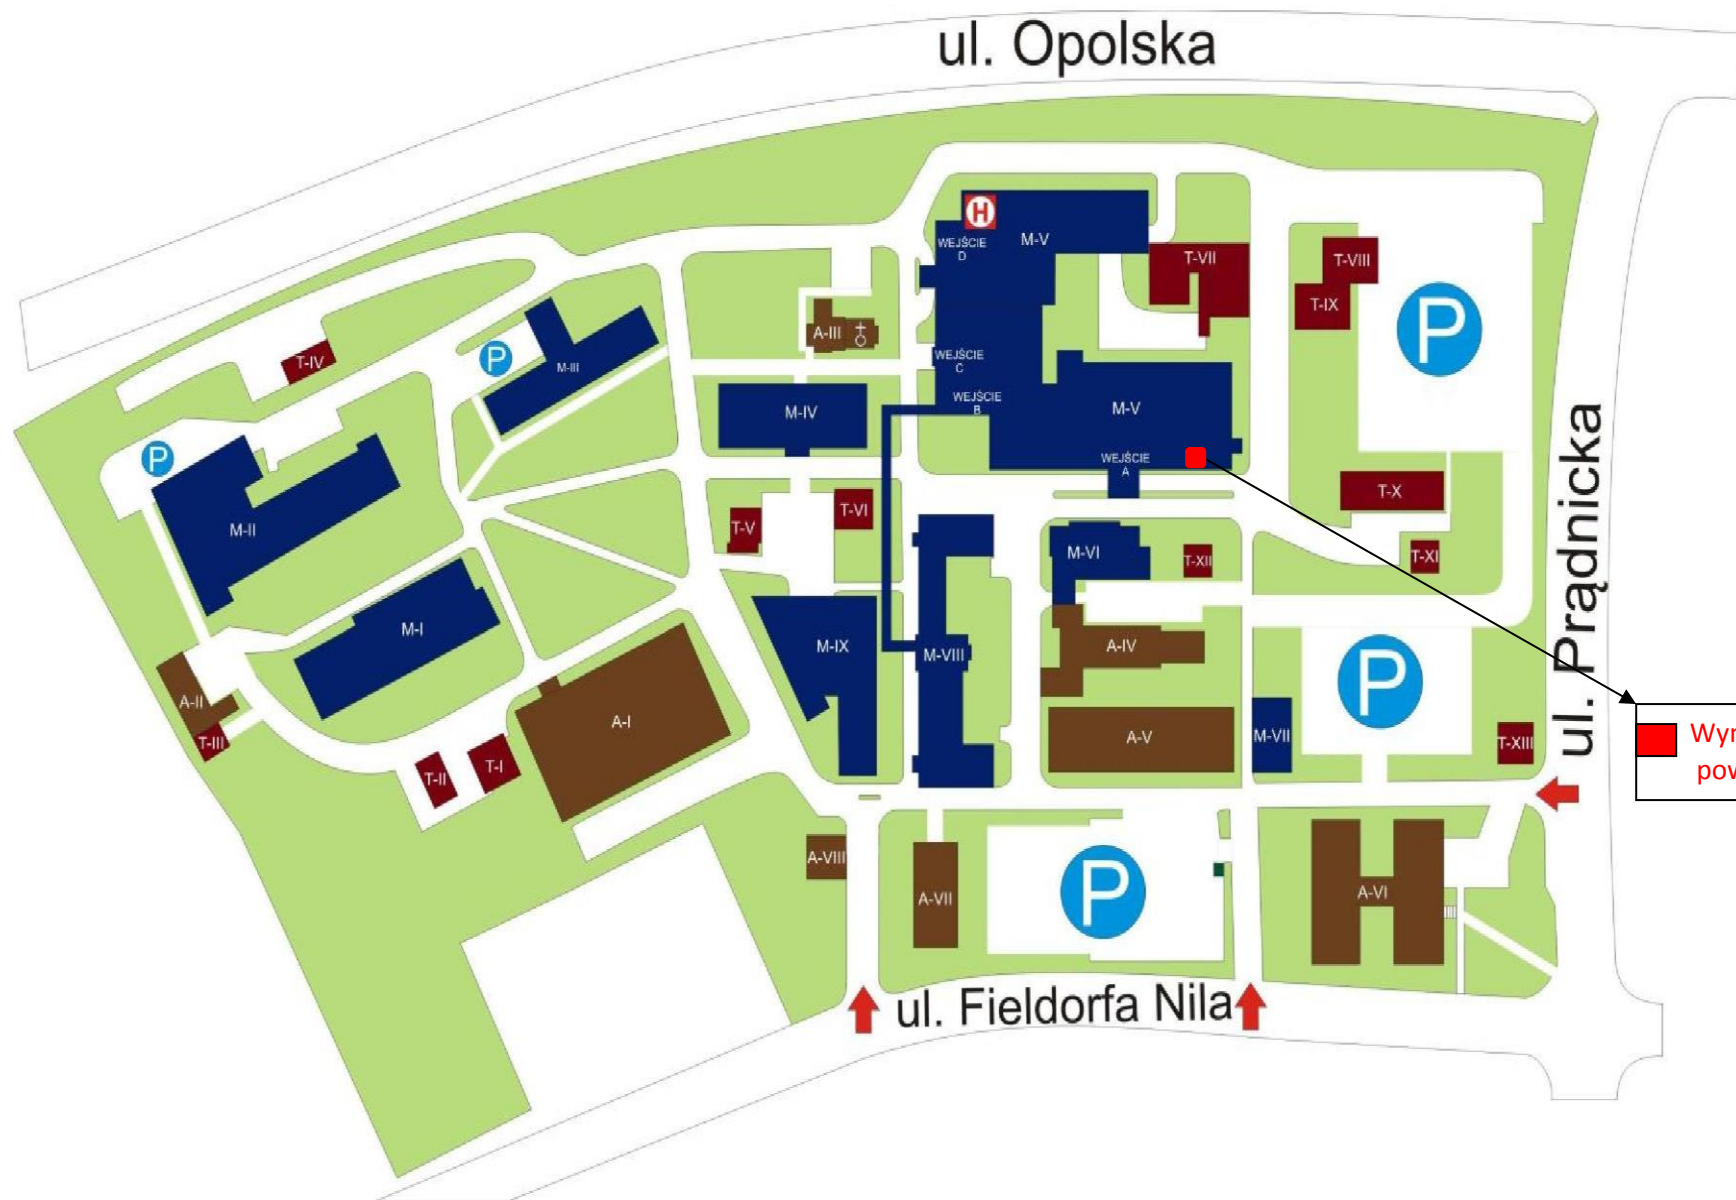 ul. Opolska
H
M-V
WEJŚCIE
D
T-VII
T-VIII
T-IX
P
A-III
T-IV
P
M-III
WEJŚCIE
C
WEJŚCIE
B
M-IV
M-V
WEJŚCIE
A
P
M-II
T-X
T-V
T-VI
M-VI
T-XII
T-XI
ul. Prądnicka
M-I
M-IX
M-VIII
A-IV
P
A-II
T-III
A-I
A-V
M-VII
T-XIII
T-II
T-I
A-VIII
A-VII
P
A-VI
ul. Fieldorfa Nila